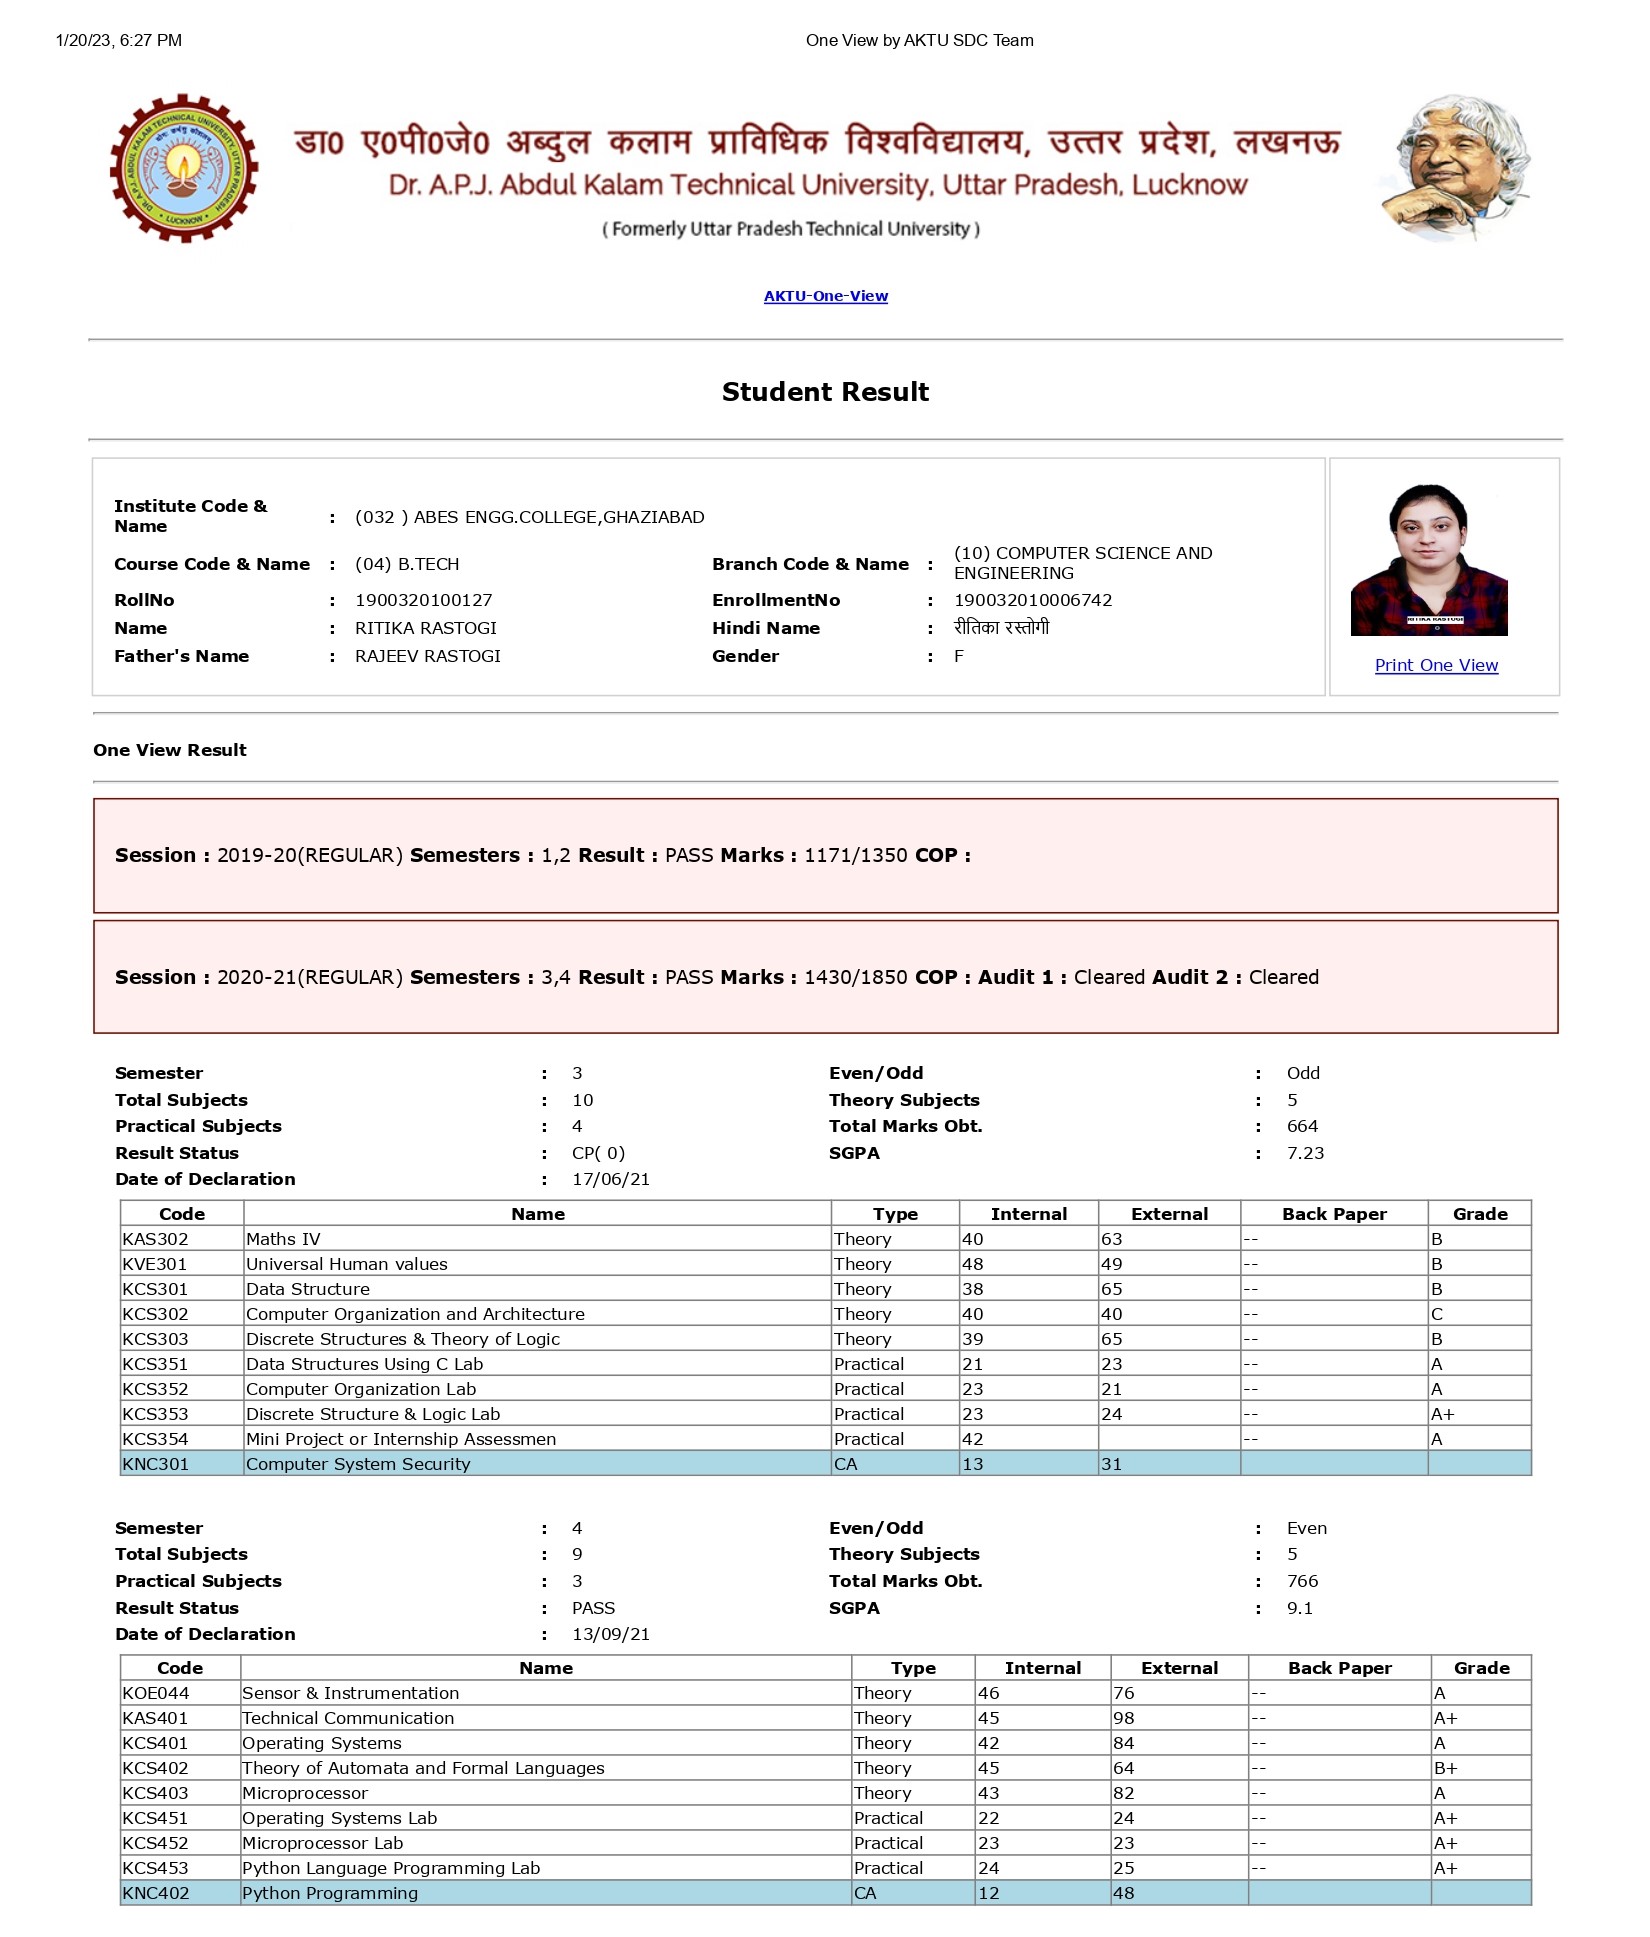 1/20/23, 6:27 PM One View by AKTU SDC Team
डा0 ए0पी0जे0 अब्दुल कलाम प्राविधिक विश्वविद्यालय, उत्तर प्रदेश, लखनऊ
Dr. A.P.J. Abdul Kalam Technical University, Uttar Pradesh, Lucknow
( Formerly Uttar Pradesh Technical University )
AKTU-One-View
Student Result
Institute Code & Name : (032 ) ABES ENGG.COLLEGE,GHAZIABAD
Course Code & Name : (04) B.TECH Branch Code & Name : (10) COMPUTER SCIENCE AND ENGINEERING
RollNo : 1900320100127 EnrollmentNo : 190032010006742
Name : RITIKA RASTOGI Hindi Name : रीतिका रस्तोगी
Father's Name : RAJEEV RASTOGI Gender : F
RITIKA RASTOGI
Print One View
One View Result
Session : 2019-20(REGULAR) Semesters : 1,2 Result : PASS Marks : 1171/1350 COP :
Session : 2020-21(REGULAR) Semesters : 3,4 Result : PASS Marks : 1430/1850 COP : Audit 1 : Cleared Audit 2 : Cleared
Semester : 3 Even/Odd : Odd
Total Subjects : 10 Theory Subjects : 5
Practical Subjects : 4 Total Marks Obt. : 664
Result Status : CP( 0) SGPA : 7.23
Date of Declaration : 17/06/21
Code Name Type Internal External Back Paper Grade
KAS302 Maths IV Theory 40 63 -- B
KVE301 Universal Human values Theory 48 49 -- B
KCS301 Data Structure Theory 38 65 -- B
KCS302 Computer Organization and Architecture Theory 40 40 -- C
KCS303 Discrete Structures & Theory of Logic Theory 39 65 -- B
KCS351 Data Structures Using C Lab Practical 21 23 -- A
KCS352 Computer Organization Lab Practical 23 21 -- A
KCS353 Discrete Structure & Logic Lab Practical 23 24 -- A+
KCS354 Mini Project or Internship Assessmen Practical 42 -- A
KNC301 Computer System Security CA 13 31
Semester : 4 Even/Odd : Even
Total Subjects : 9 Theory Subjects : 5
Practical Subjects : 3 Total Marks Obt. : 766
Result Status : PASS SGPA : 9.1
Date of Declaration : 13/09/21
Code Name Type Internal External Back Paper Grade
KOE044 Sensor & Instrumentation Theory 46 76 -- A
KAS401 Technical Communication Theory 45 98 -- A+
KCS401 Operating Systems Theory 42 84 -- A
KCS402 Theory of Automata and Formal Languages Theory 45 64 -- B+
KCS403 Microprocessor Theory 43 82 -- A
KCS451 Operating Systems Lab Practical 22 24 -- A+
KCS452 Microprocessor Lab Practical 23 23 -- A+
KCS453 Python Language Programming Lab Practical 24 25 -- A+
KNC402 Python Programming CA 12 48